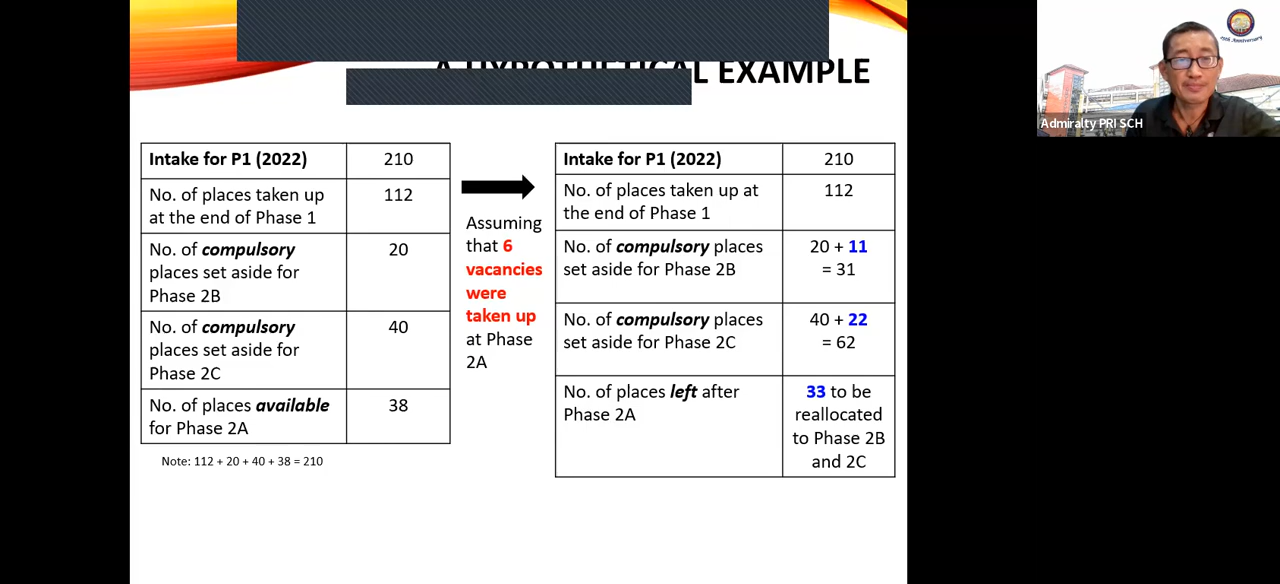 L EXAMPLE
Intake for P1 (2022) 210
No. of places taken up 112
at the end of Phase 1
No. of compulsory 20
places set aside for
Phase 2B
No. of compulsory 40
places set aside for
Phase 2C
No. of places available 38
for Phase 2A
Note: 112 + 20 + 40 + 38 = 210
Assuming
that 6
vacancies
were
taken up
at Phase
2A
Intake for P1 (2022) 210
No. of places taken up at 112
the end of Phase 1
No. of compulsory places 20 + 11
set aside for Phase 2B = 31
No. of compulsory places 40 + 22
set aside for Phase 2C = 62
No. of places left after 33 to be
Phase 2A reallocated
to Phase 2B
and 2C
Anniversary
Admiralty PRI SCH